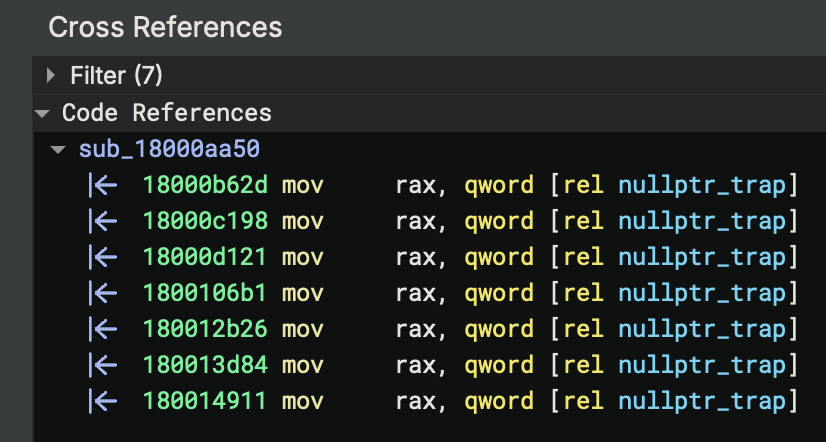 Cross References
Filter (7)
Code References
sub_18000aa50
18000b62d mov rax, qword [rel nullptr_trap]
18000c198 mov rax, qword [rel nullptr_trap]
18000d121 mov rax, qword [rel nullptr_trap]
1800106b1 mov rax, qword [rel nullptr_trap]
180012b26 mov rax, qword [rel nullptr_trap]
180013d84 mov rax, qword [rel nullptr_trap]
180014911 mov rax, qword [rel nullptr_trap]